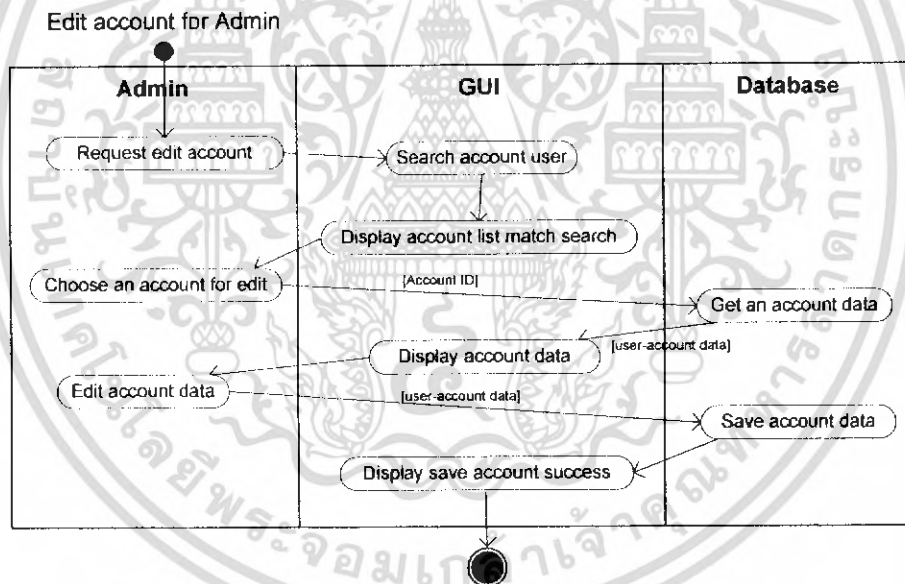 Edit account for Admin
Admin
GUI
Database
Request edit account
Search account user
Display account list match search
Choose an account for edit
[Account ID]
Get an account data
[user-account data]
Display account data
Edit account data
[user-account data]
Save account data
Display save account success